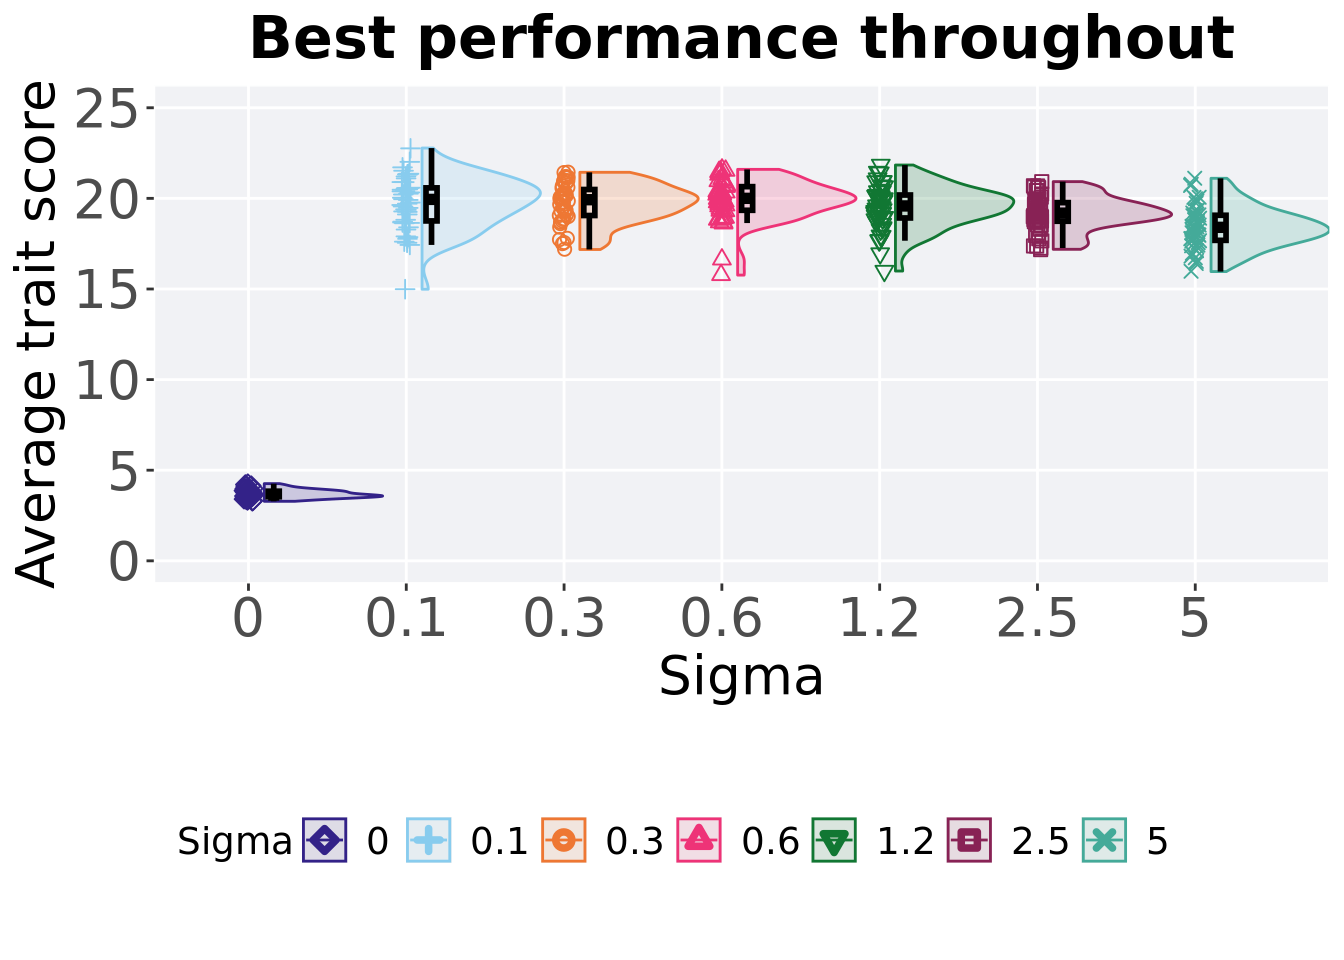 Best performance throughout
Average trait score
25
20
15
10
5
0
0 0.1 0.3 0.6 1.2 2.5 5
Sigma
Sigma 0 0.1 0.3 0.6 1.2 2.5 5